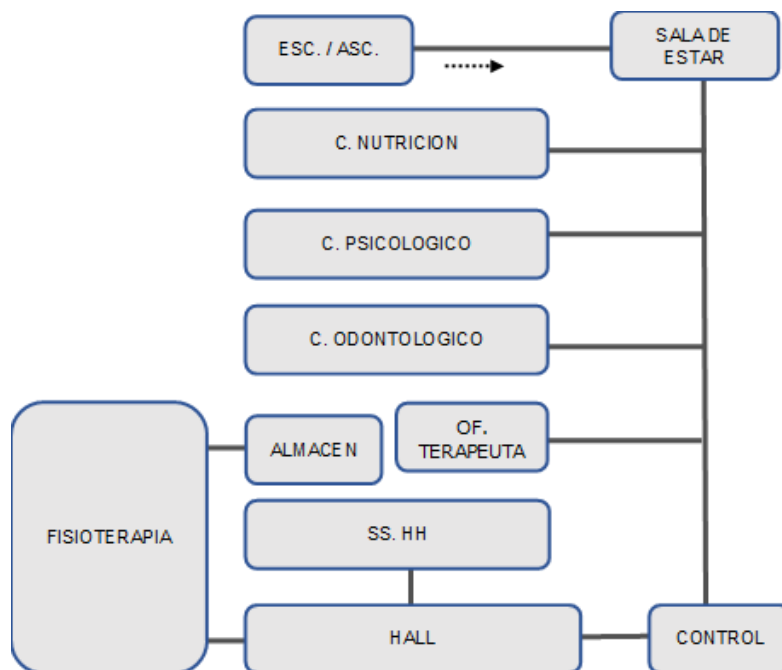 ESC. / ASC.
SALA DE
ESTAR
C. NUTRICION
C. PSICOLOGICO
C. ODONTOLOGICO
OF.
TERAPEUTA
ALMACEN
FISIOTERAPIA
SS. HH
HALL
CONTROL